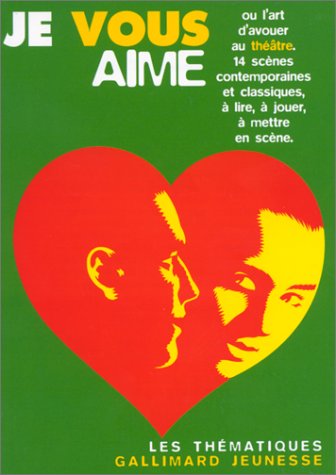 JE VOUS
AIME
ou l'art
d'avouer
au théâtre.
14 scènes
contemporaines
et classiques,
à lire, à jouer,
à mettre
en scène.
LES THÉMATIQUES
GALLIMARD JEUNESSE